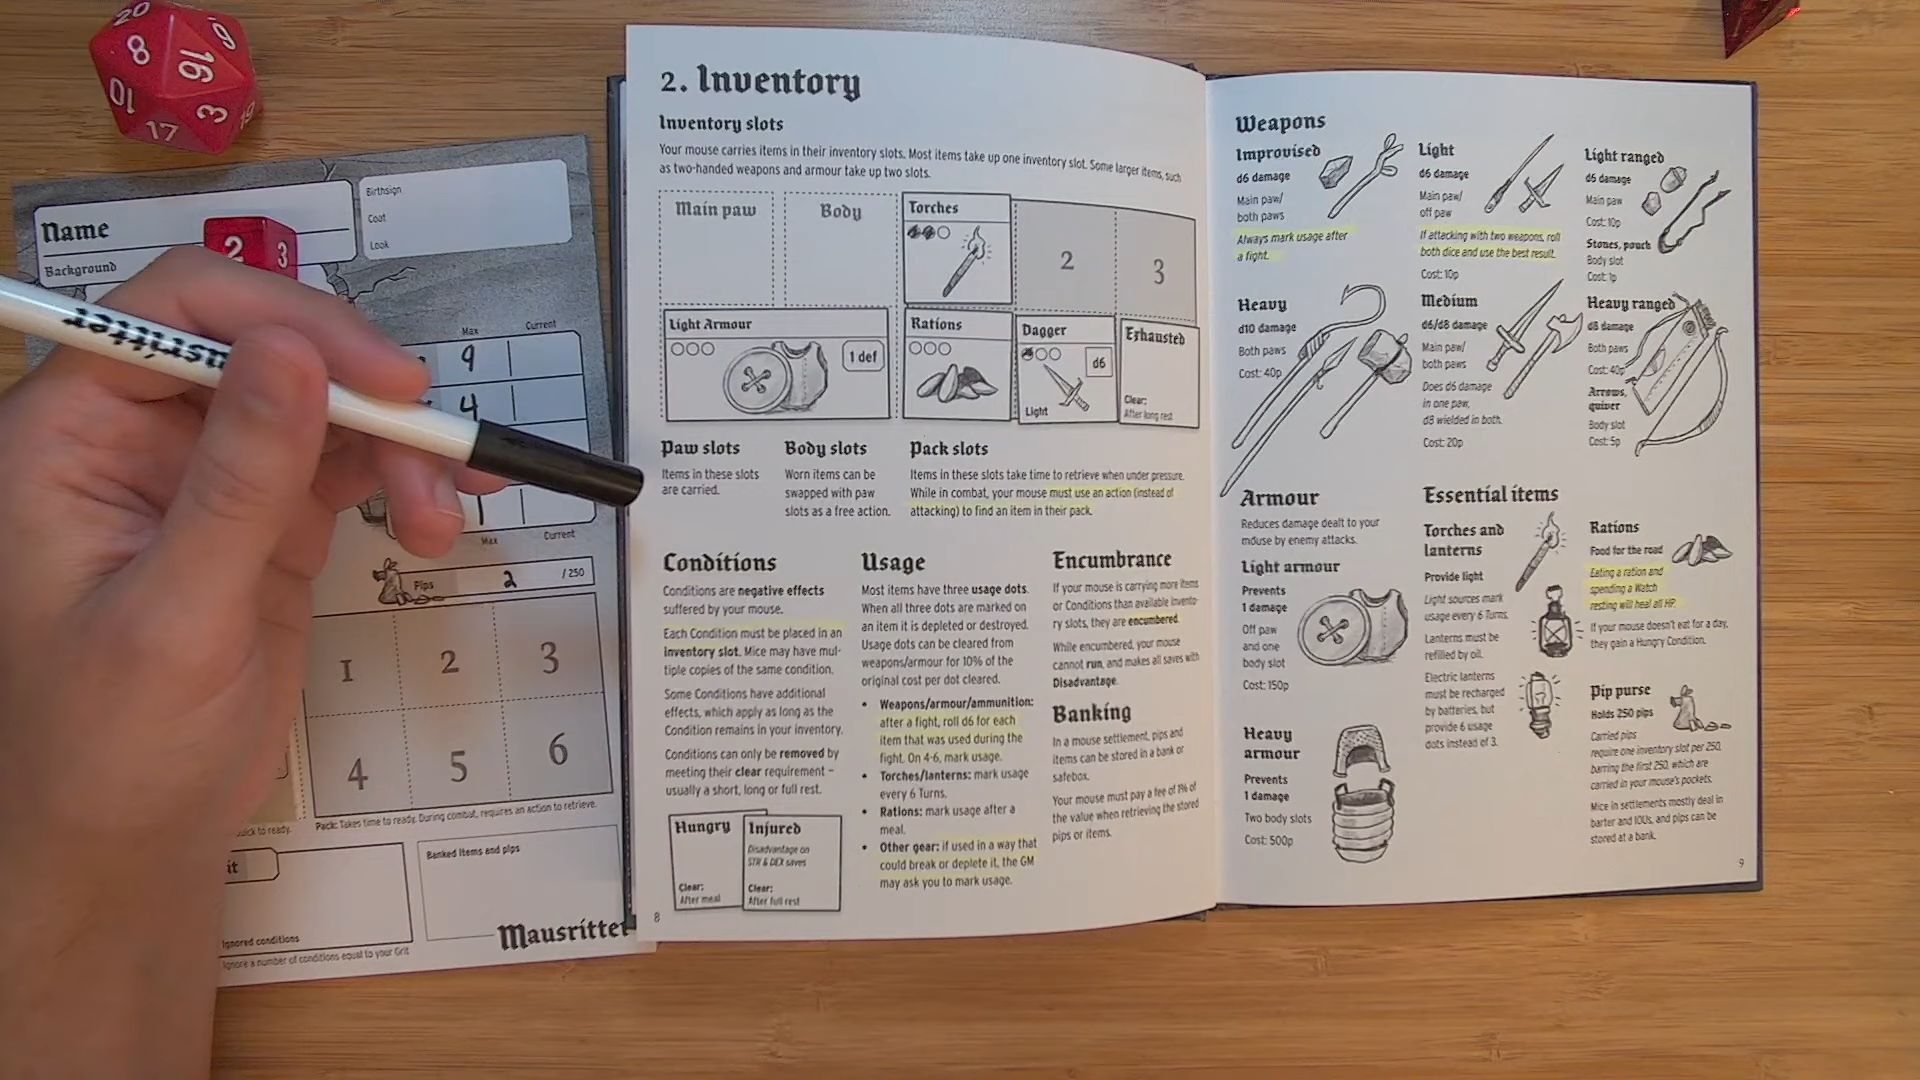 20
8
9
16
10
3
19
17
Name
Background
Birthsign
Coat
Look
2
3
Max
Current
9
4
Max
Current
Pips
2
/250
1
2
3
4
5
6
Pack: Takes time to ready. During combat, requires an action to retrieve.
Banked items and pips
Ignored conditions
Ignore a number of conditions equal to your Grit
Mausritter
2. Inventory
Inventory slots
Your mouse carries items in their inventory slots. Most items take up one inventory slot. Some larger items, such
as two-handed weapons and armour take up two slots.
Main paw
Body
Torches
2
3
Light Armour
1 def
Rations
Dagger
d6
Light
Exhausted
Clear:
After long rest
Paw slots
Items in these slots
are carried.
Body slots
Worn items can be
swapped with paw
slots as a free action.
Pack slots
Items in these slots take time to retrieve when under pressure.
While in combat, your mouse must use an action (instead of
attacking) to find an item in their pack.
Conditions
Conditions are negative effects
suffered by your mouse.
Each Condition must be placed in an
inventory slot. Mice may have mul-
tiple copies of the same condition.
Some Conditions have additional
effects, which apply as long as the
Condition remains in your inventory.
Conditions can only be removed by
meeting their clear requirement –
usually a short, long or full rest.
Hungry
Clear:
After meal
Injured
Disadvantage on
STR & DEX saves
Clear:
After full rest
8
Usage
Most items have three usage dots.
When all three dots are marked on
an item it is depleted or destroyed.
Usage dots can be cleared from
weapons/armour for 10% of the
original cost per dot cleared.
• Weapons/armour/ammunition:
after a fight, roll d6 for each
item that was used during the
fight. On 4-6, mark usage.
• Torches/lanterns: mark usage
every 6 Turns.
• Rations: mark usage after a
meal.
• Other gear: if used in a way that
could break or deplete it, the GM
may ask you to mark usage.
Encumbrance
If your mouse is carrying more items
or Conditions than available invento-
ry slots, they are encumbered.
While encumbered, your mouse
cannot run, and makes all saves with
Disadvantage.
Banking
In a mouse settlement, pips and
items can be stored in a bank or
safebox.
Your mouse must pay a fee of 1% of
the value when retrieving the stored
pips or items.
Weapons
Improvised
d6 damage
Main paw/
both paws
Always mark usage after
a fight.
Light
d6 damage
Main paw/
off paw
If attacking with two weapons, roll
both dice and use the best result.
Cost: 10p
Light ranged
d6 damage
Main paw
Cost: 10p
Stones, pouch
Body slot
Cost: 1p
Heavy
d10 damage
Both paws
Cost: 40p
Medium
d6/d8 damage
Main paw/
both paws
Does d6 damage
in one paw,
d8 wielded in both.
Cost: 20p
Heavy ranged
d8 damage
Both paws
Cost: 40p
Arrows,
quiver
Body slot
Cost: 5p
Armour
Reduces damage dealt to your
mouse by enemy attacks.
Light armour
Prevents
1 damage
Off paw
and one
body slot
Cost: 150p
Heavy
armour
Prevents
1 damage
Two body slots
Cost: 500p
Essential items
Torches and
lanterns
Provide light
Light sources mark
usage every 6 Turns.
Lanterns must be
refilled by oil.
Electric lanterns
must be recharged
by batteries, but
provide 6 usage
dots instead of 3.
Rations
Food for the road
Eating a ration and
spending a Watch
resting will heal all HP.
If your mouse doesn't eat for a day,
they gain a Hungry Condition.
Pip purse
Holds 250 pips
Carried pips
require one inventory slot per 250,
barring the first 250, which are
carried in your mouse's pockets.
Mice in settlements mostly deal in
barter and IOUs, and pips can be
stored at a bank.
9